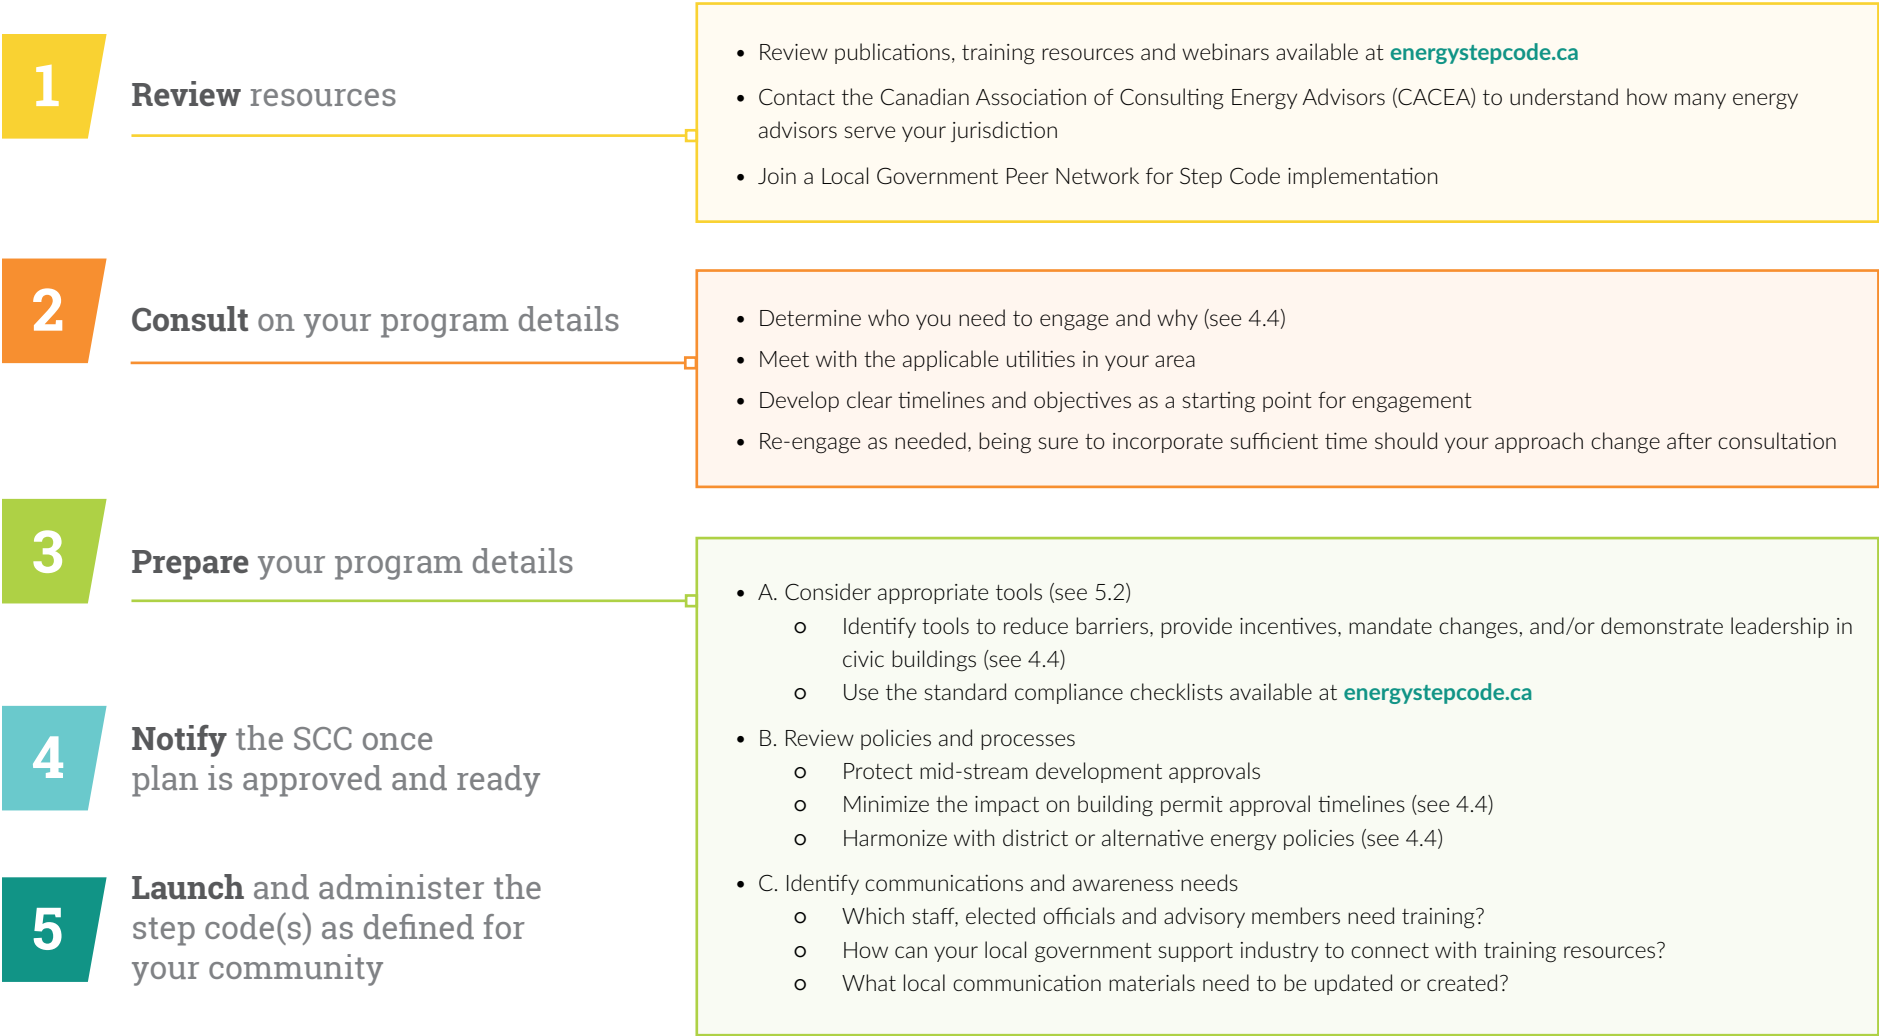 1
Review resources
• Review publications, training resources and webinars available at energystepcode.ca
• Contact the Canadian Association of Consulting Energy Advisors (CACEA) to understand how many energy
advisors serve your jurisdiction
• Join a Local Government Peer Network for Step Code implementation
2
Consult on your program details
• Determine who you need to engage and why (see 4.4)
• Meet with the applicable utilities in your area
• Develop clear timelines and objectives as a starting point for engagement
• Re-engage as needed, being sure to incorporate sufficient time should your approach change after consultation
3
Prepare your program details
• A. Consider appropriate tools (see 5.2)
o Identify tools to reduce barriers, provide incentives, mandate changes, and/or demonstrate leadership in
civic buildings (see 4.4)
o Use the standard compliance checklists available at energystepcode.ca
• B. Review policies and processes
o Protect mid-stream development approvals
o Minimize the impact on building permit approval timelines (see 4.4)
o Harmonize with district or alternative energy policies (see 4.4)
• C. Identify communications and awareness needs
o Which staff, elected officials and advisory members need training?
o How can your local government support industry to connect with training resources?
o What local communication materials need to be updated or created?
4
Notify the SCC once
plan is approved and ready
5
Launch and administer the
step code(s) as defined for
your community